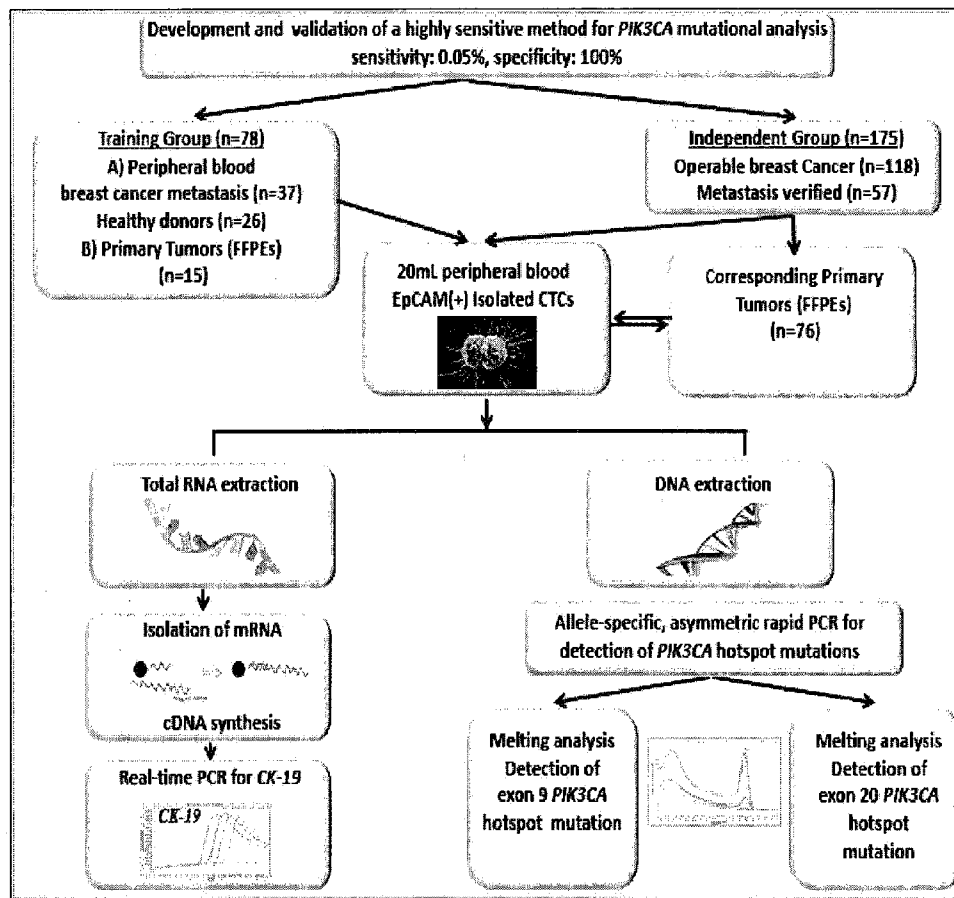 Development and validation of a highly sensitive method for PIK3CA mutational analysis
sensitivity: 0.05%, specificity: 100%
Training Group (n=78)
A) Peripheral blood
breast cancer metastasis (n=37)
Healthy donors (n=26)
B) Primary Tumors (FFPEs)
(n=15)
Independent Group (n=175)
Operable breast Cancer (n=118)
Metastasis verified (n=57)
20mL peripheral blood
EpCAM(+) Isolated CTCs
Corresponding Primary
Tumors (FFPEs)
(n=76)
Total RNA extraction
DNA extraction
Isolation of mRNA
cDNA synthesis
Allele-specific, asymmetric rapid PCR for
detection of PIK3CA hotspot mutations
Real-time PCR for CK-19
CK-19
Melting analysis
Detection of
exon 9 PIK3CA
hotspot mutation
Melting analysis
Detection of
exon 20 PIK3CA
hotspot
mutation